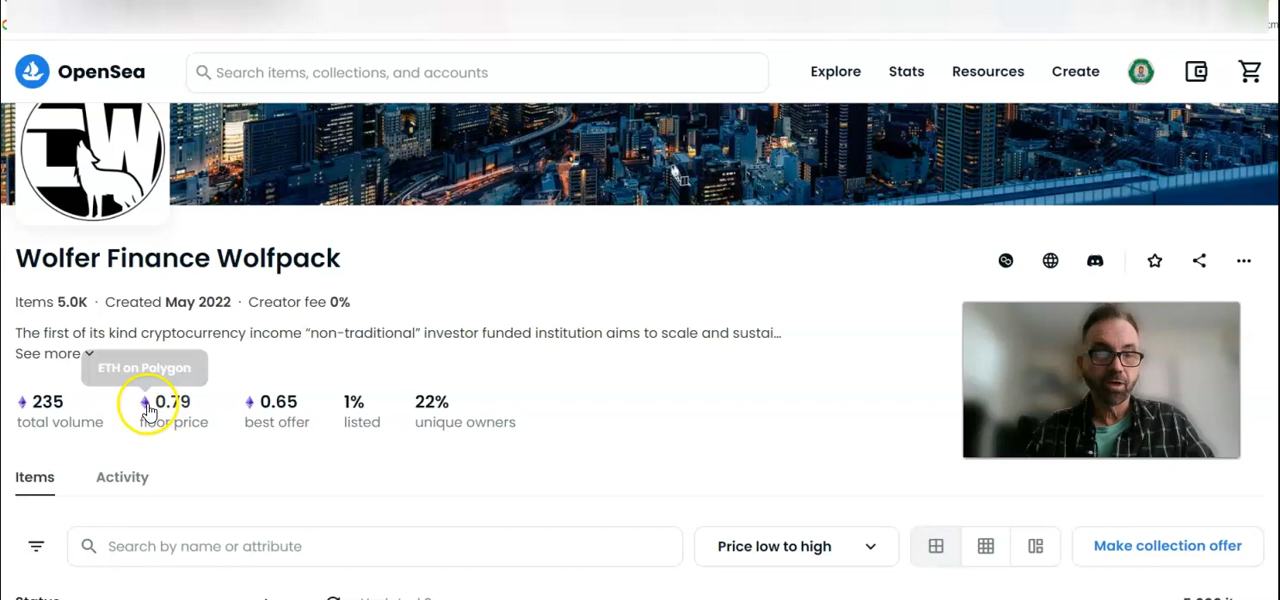 OpenSea
Search items, collections, and accounts
Explore
Stats
Resources
Create
Wolfer Finance Wolfpack
Items 5.0K · Created May 2022 · Creator fee 0%
The first of its kind cryptocurrency income “non-traditional” investor funded institution aims to scale and sustai...
See more
ETH on Polygon
235
total volume
0.79
floor price
0.65
best offer
1%
listed
22%
unique owners
Items
Activity
Search by name or attribute
Price low to high
Make collection offer